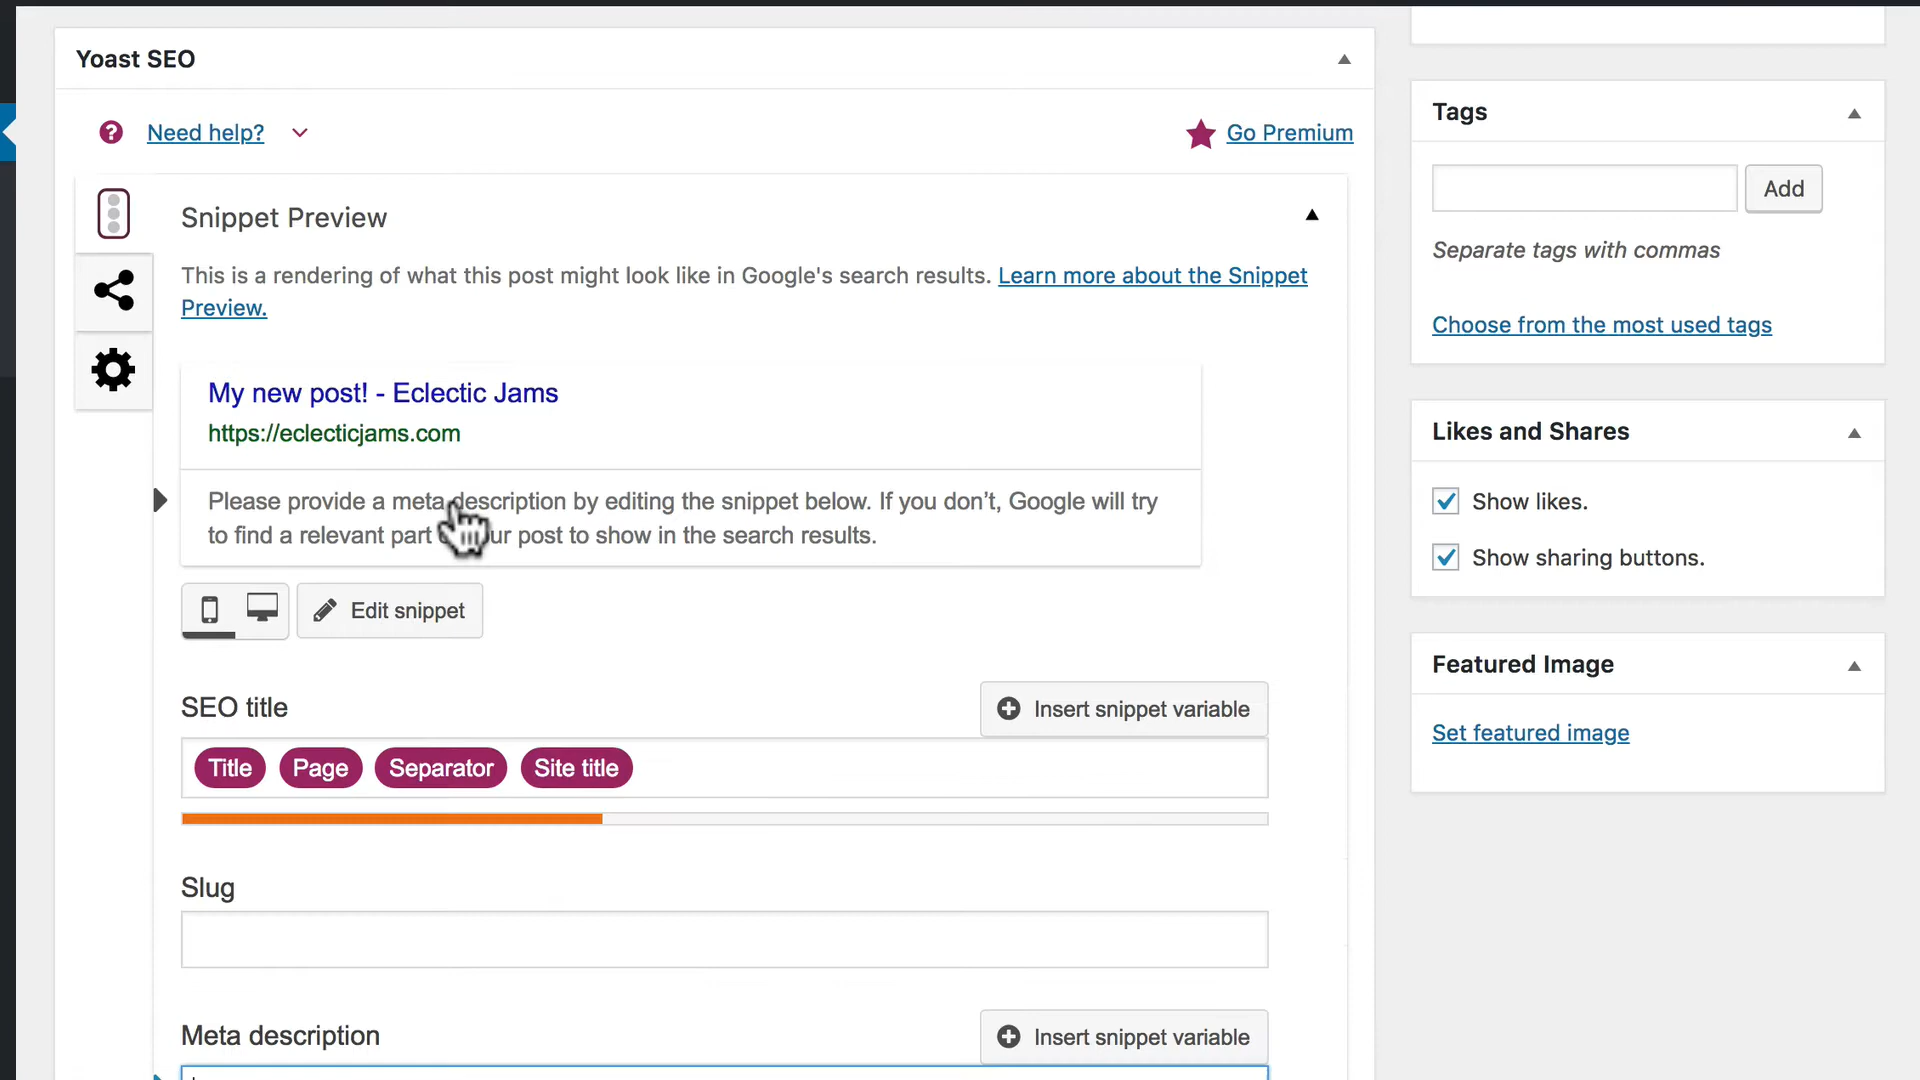 Yoast SEO
Need help?
Go Premium
Snippet Preview
This is a rendering of what this post might look like in Google's search results. Learn more about the Snippet
Preview.
My new post! - Eclectic Jams
https://eclecticjams.com
Please provide a meta description by editing the snippet below. If you don't, Google will try
to find a relevant part ur post to show in the search results.
Edit snippet
SEO title
Insert snippet variable
Title Page Separator Site title
Slug
Meta description
Insert snippet variable
Tags
Add
Separate tags with commas
Choose from the most used tags
Likes and Shares
Show likes.
Show sharing buttons.
Featured Image
Set featured image